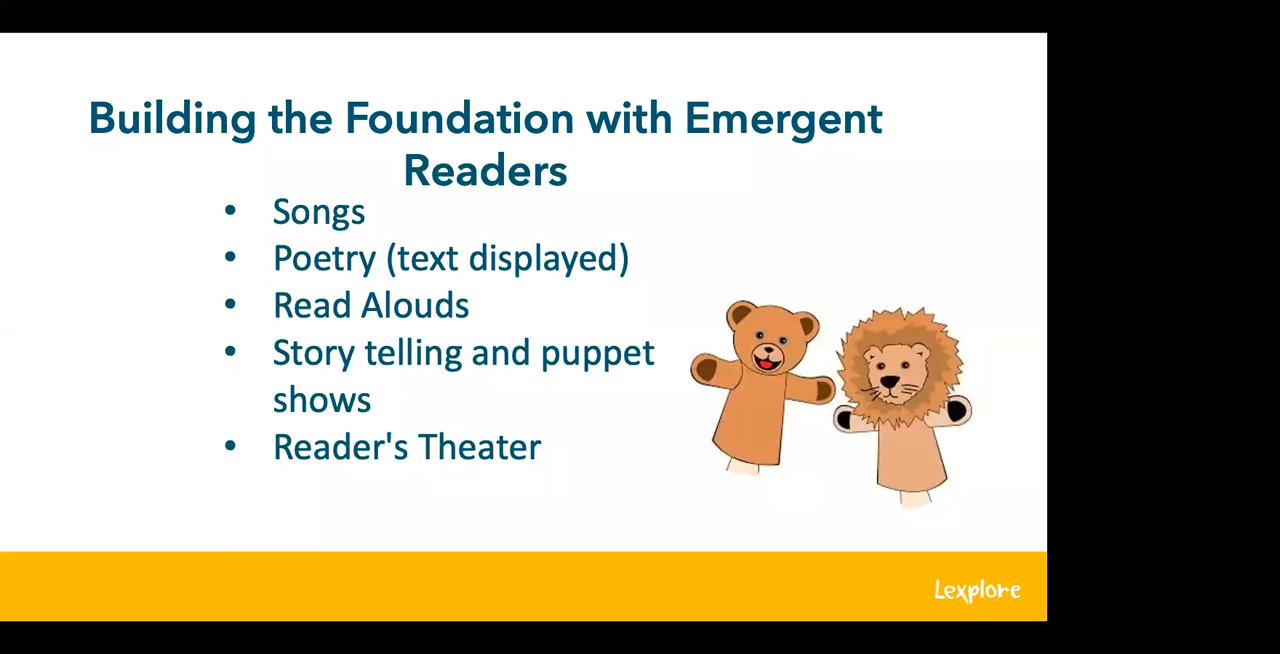 Building the Foundation with Emergent
Readers
• Songs
• Poetry (text displayed)
• Read Alouds
• Story telling and puppet
shows
• Reader's Theater
Lexplore